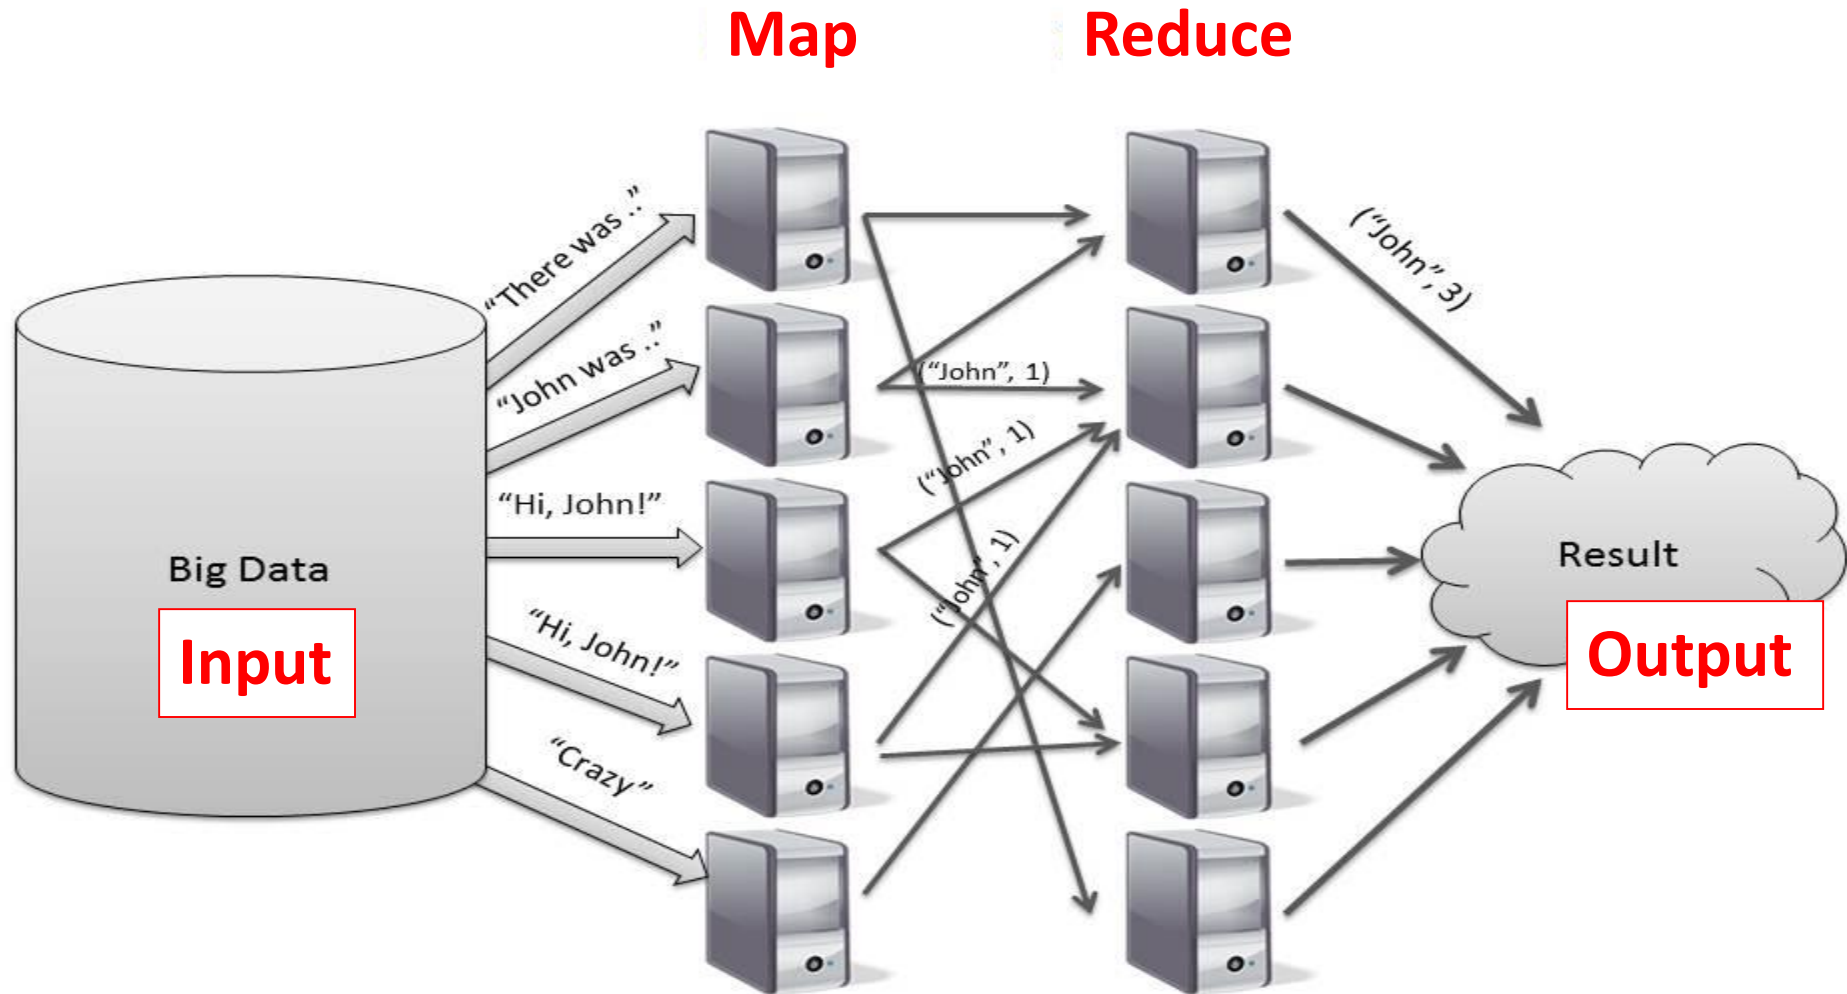 Map
Reduce
“There was ..”
“John was ..”
“Hi, John!”
“Hi, John!”
“Crazy”
(“John”, 1)
(“John”, 1)
(“John”, 1)
(“John”, 3)
Big Data
Input
Result
Output